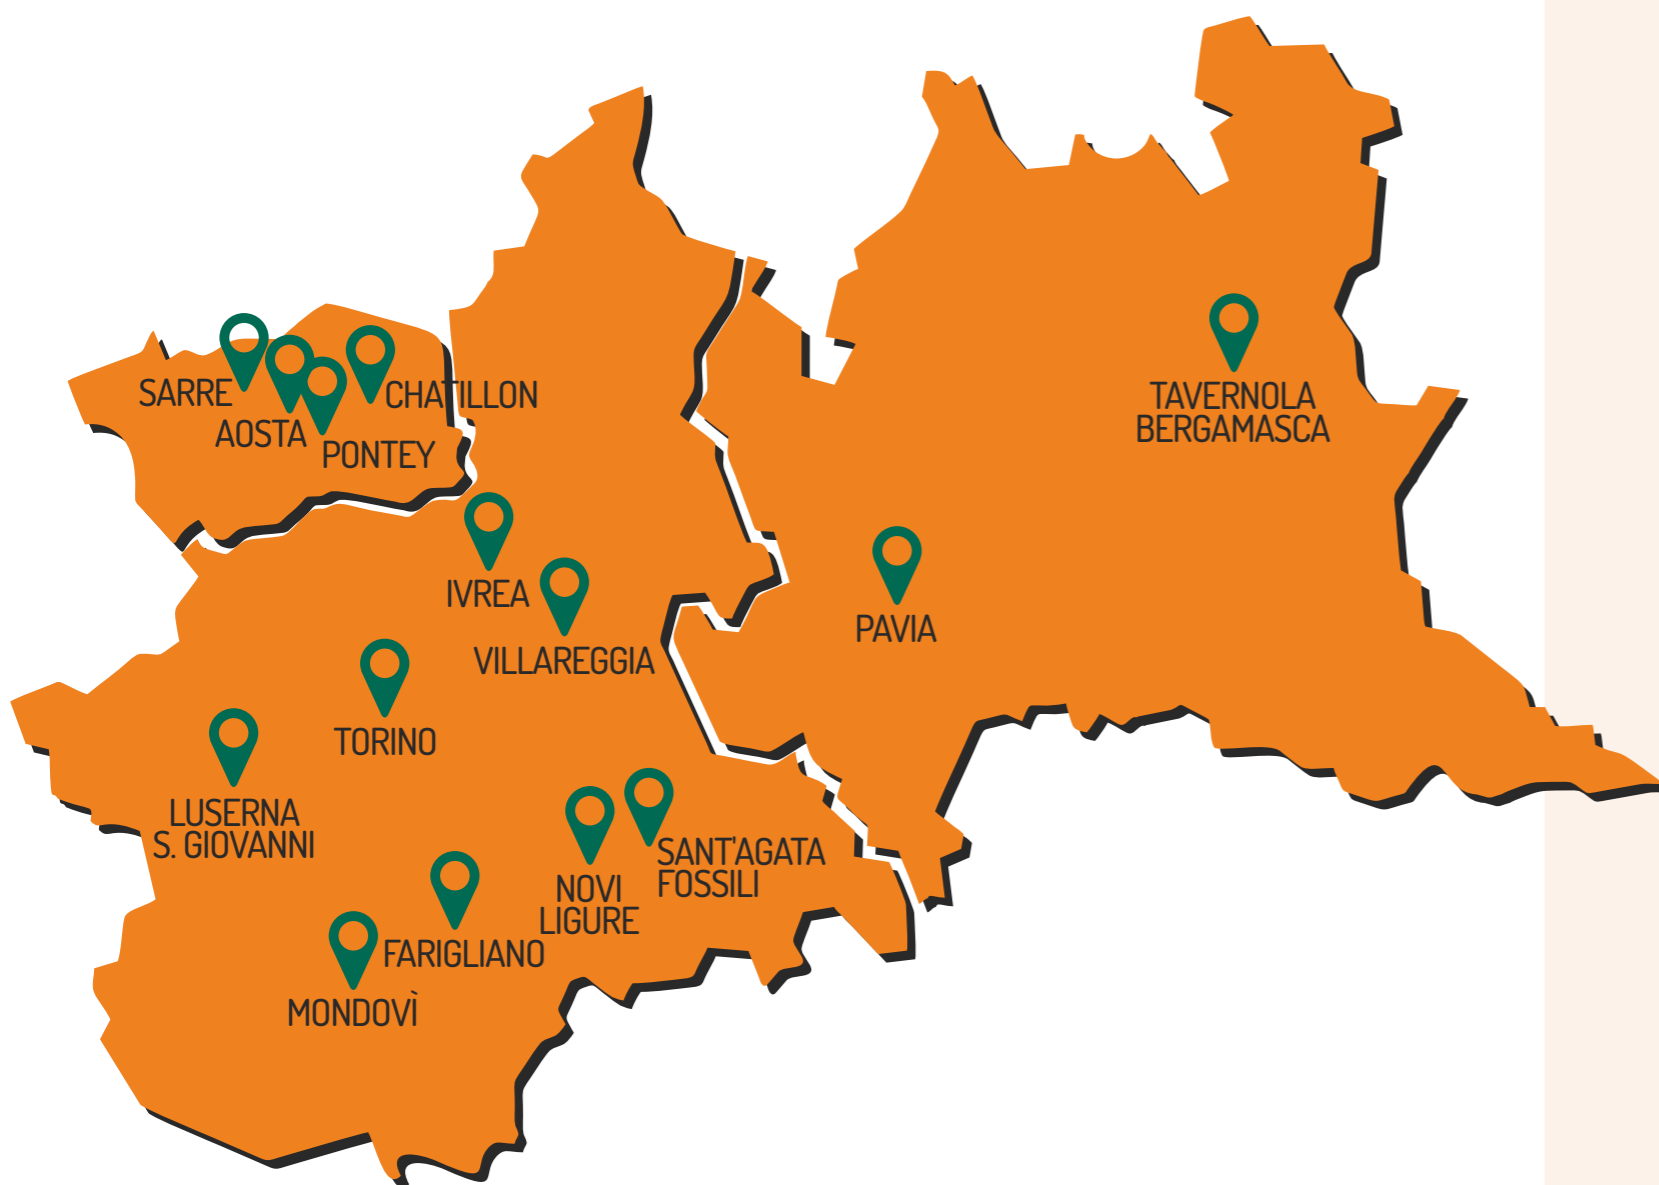 SARRE
CHATILLON
AOSTA
PONTEY
TAVERNOLA
BERGAMASCA
IVREA
PAVIA
VILLAREGGIA
TORINO
LUSERNA
S. GIOVANNI
SANT'AGATA
FOSSILI
NOVI
LIGURE
FARIGLIANO
MONDOVÌ